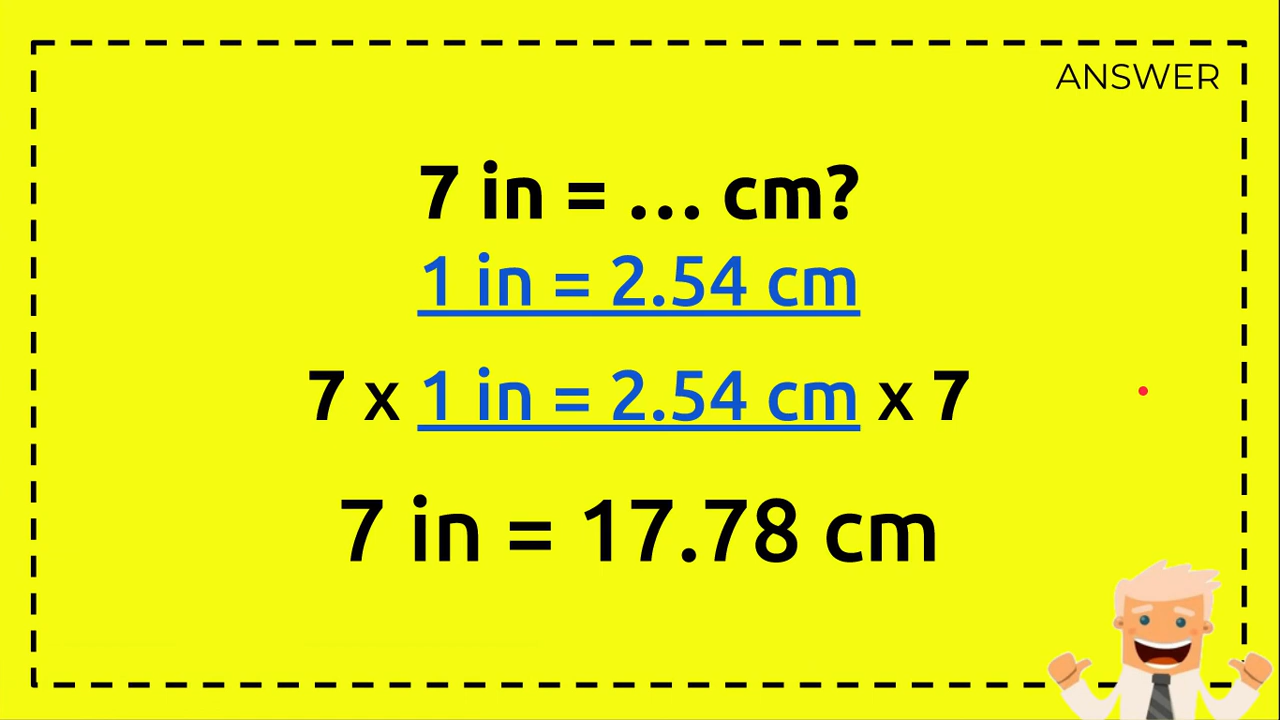 ANSWER
7 in = ... cm?
1 in = 2.54 cm
7 x 1 in = 2.54 cm x 7
7 in = 17.78 cm